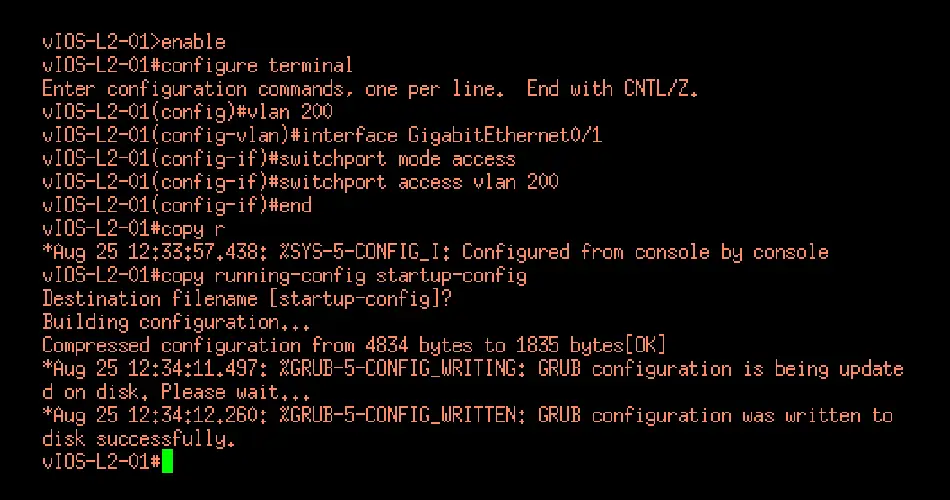 vIOS-L2-01>enable
vIOS-L2-01#configure terminal
Enter configuration commands, one per line.  End with CNTL/Z.
vIOS-L2-01(config)#vlan 200
vIOS-L2-01(config-vlan)#interface GigabitEthernet0/1
vIOS-L2-01(config-if)#switchport mode access
vIOS-L2-01(config-if)#switchport access vlan 200
vIOS-L2-01(config-if)#end
vIOS-L2-01#copy r
*Aug 25 12:33:57.438: %SYS-5-CONFIG_I: Configured from console by console
vIOS-L2-01#copy running-config startup-config
Destination filename [startup-config]?
Building configuration...
Compressed configuration from 4834 bytes to 1835 bytes[OK]
*Aug 25 12:34:11.497: %GRUB-5-CONFIG_WRITING: GRUB configuration is being update
d on disk. Please wait...
*Aug 25 12:34:12.260: %GRUB-5-CONFIG_WRITTEN: GRUB configuration was written to
disk successfully.
vIOS-L2-01#